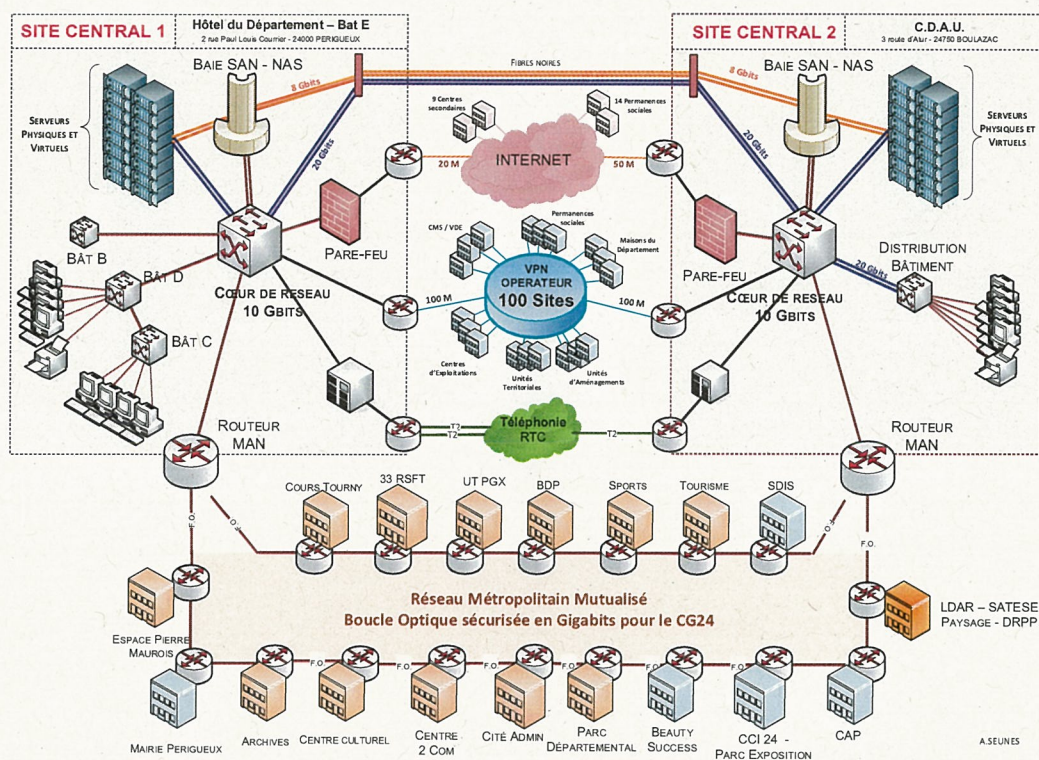 SITE CENTRAL 1
Hôtel du Département – Bat E
2 rue Paul Louis Courrier - 24000 PERIGUEUX
SITE CENTRAL 2
C.D.A.U.
3 route d'Atur - 24750 BOULAZAC
BAIE SAN - NAS
FIBRES NOIRES
BAIE SAN - NAS
8 Gbits
8 Gbits
SERVEURS
PHYSIQUES ET
VIRTUELS
20 Gbits
9 Centres
secondaires
14 Permanences
sociales
INTERNET
20 M
50 M
20 Gbits
SERVEURS
PHYSIQUES ET
VIRTUELS
PARE-FEU
PARE-FEU
BÂT B
BÂT D
BÂT C
CŒUR DE RESEAU
10 GBITS
CMS / VDE
Permanences
sociales
Maisons du
Département
VPN
OPERATEUR
100 Sites
100 M
100 M
Centres
d'Exploitations
Unités
Territoriales
Unités
d'Aménagements
CŒUR DE RESEAU
10 GBITS
20 Gbits
DISTRIBUTION
BÂTIMENT
T2
T2
Téléphonie
RTC
T2
ROUTEUR
MAN
ROUTEUR
MAN
COURS TOURNY
33 RSFT
UT PGX
BDP
SPORTS
TOURISME
SDIS
F.O.
F.O.
F.O.
F.O.
Réseau Métropolitain Mutualisé
Boucle Optique sécurisée en Gigabits pour le CG24
ESPACE PIERRE
MAUROIS
LDAR – SATESE
PAYSAGE - DRPP
F.O.
F.O.
F.O.
F.O.
F.O.
F.O.
F.O.
F.O.
MAIRIE PERIGUEUX
ARCHIVES
CENTRE CULTUREL
CENTRE
2 COM
CITÉ ADMIN
PARC
DÉPARTEMENTAL
BEAUTY
SUCCESS
CCI 24 -
PARC EXPOSITION
CAP
A.SEUNES